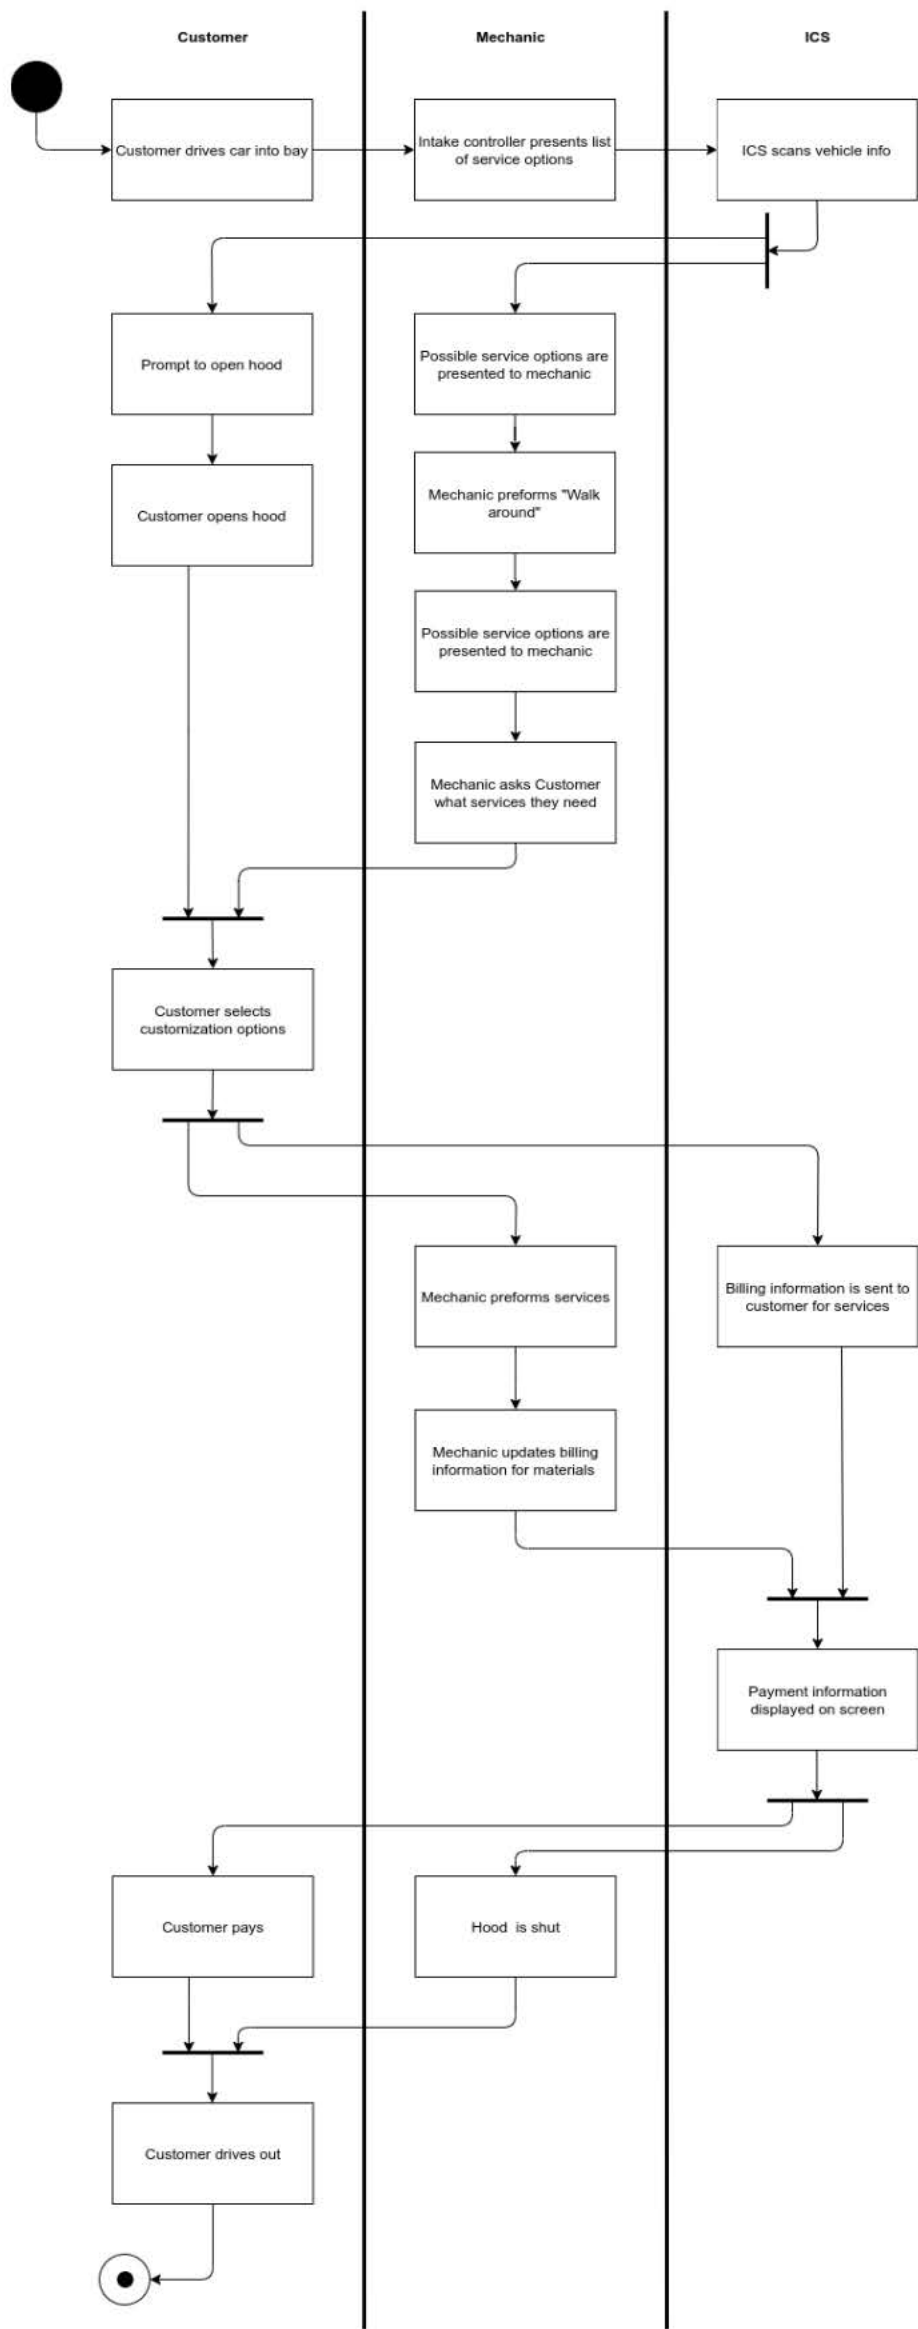 Customer
Mechanic
ICS
Customer drives car into bay
Intake controller presents list
of service options
ICS scans vehicle info
Prompt to open hood
Possible service options are
presented to mechanic
Customer opens hood
Mechanic preforms "Walk
around"
Possible service options are
presented to mechanic
Mechanic asks Customer
what services they need
Customer selects
customization options
Mechanic preforms services
Billing information is sent to
customer for services
Mechanic updates billing
information for materials
Payment information
displayed on screen
Customer pays
Hood is shut
Customer drives out